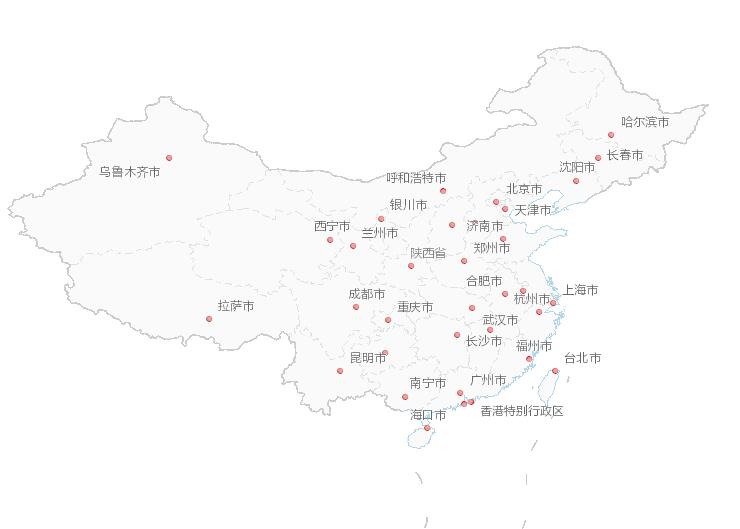 哈尔滨市
长春市
沈阳市
乌鲁木齐市
呼和浩特市
北京市
银川市
天津市
西宁市
济南市
兰州市
郑州市
陕西省
合肥市
上海市
成都市
杭州市
拉萨市
重庆市
武汉市
长沙市
福州市
昆明市
台北市
南宁市
广州市
海口市
香港特别行政区